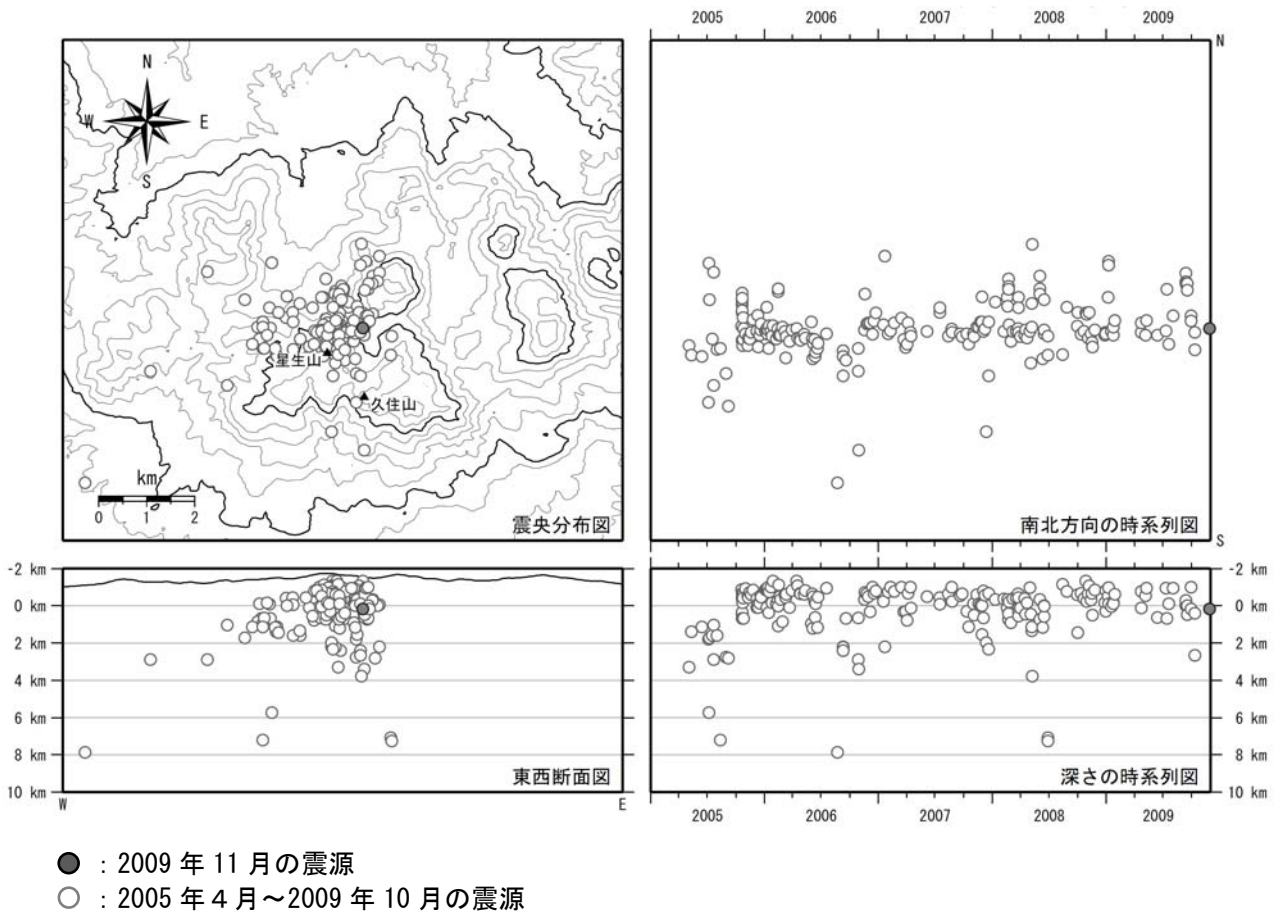 2005 2006 2007 2008 2009
N
N
W E
S
星生山
久住山
km
0 1 2
震央分布図
南北方向の時系列図
S
-2 km
0 km
2 km
4 km
6 km
8 km
10 km
東西断面図
W E
-2 km
0 km
2 km
4 km
6 km
8 km
10 km
深さの時系列図
2005 2006 2007 2008 2009
● : 2009 年 11 月の震源
○ : 2005 年 4 月~2009 年 10 月の震源